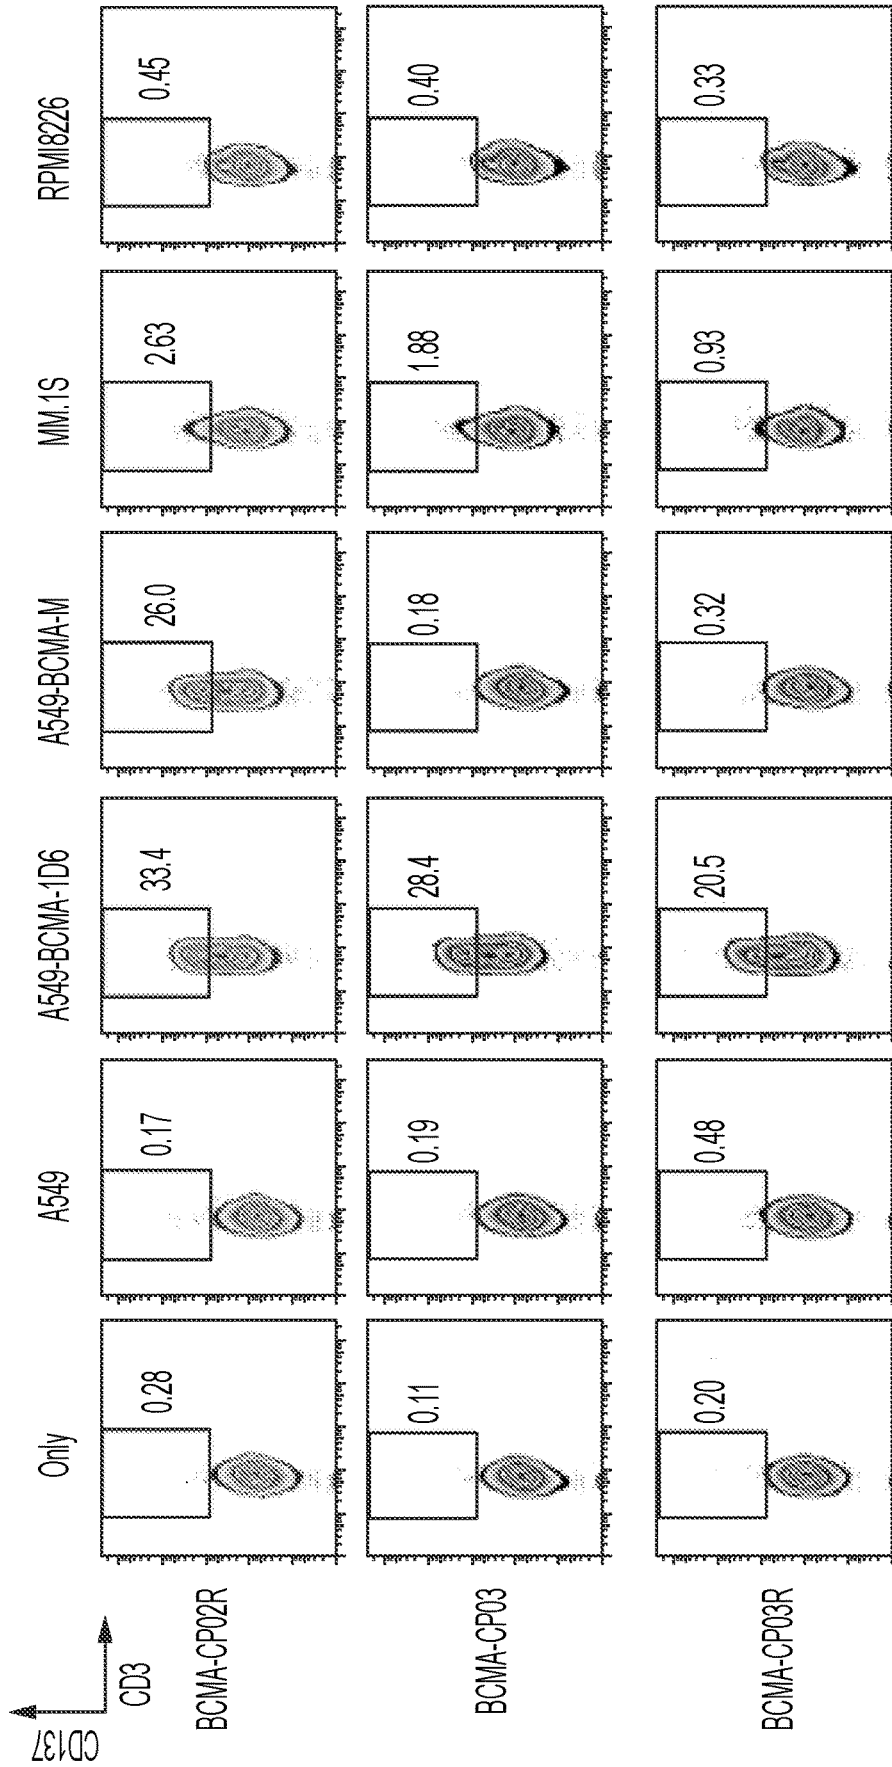 Only
A549
A549-BCMA-1D6
A549-BCMA-M
MM.1S
RPMI8226
CD137
CD3
BCMA-CP02R
0.28
0.17
33.4
26.0
2.63
0.45
BCMA-CP03
0.11
0.19
28.4
0.18
1.88
0.40
BCMA-CP03R
0.20
0.48
20.5
0.32
0.93
0.33